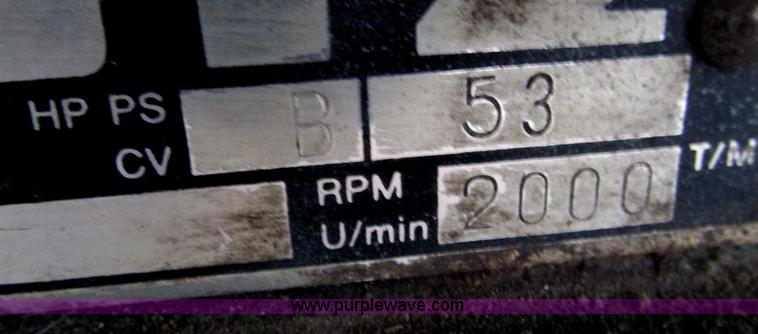 HP PS B 53
CV
T/M
RPM 2000
U/min
www.purplewave.com